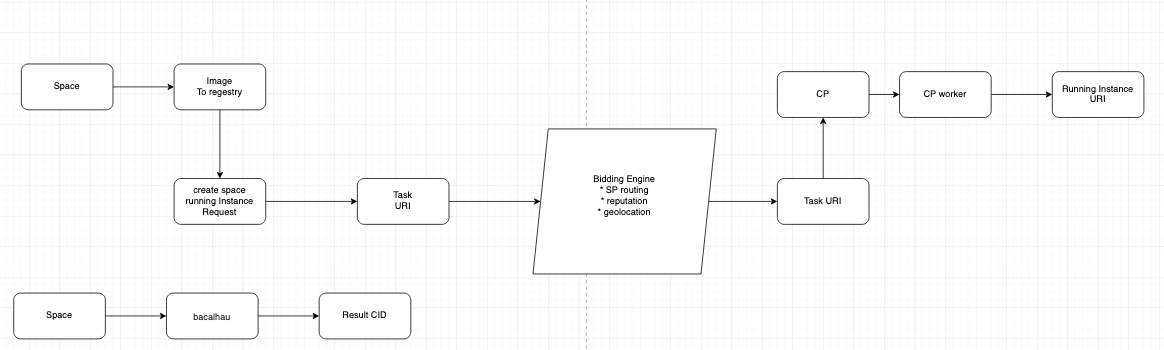 Space
Image
To regestry
create space
running Instance
Request
Task
URI
Bidding Engine
* SP routing
* reputation
* geolocation
Task URI
CP
CP worker
Running Instance
URI
Space
bacalhau
Result CID